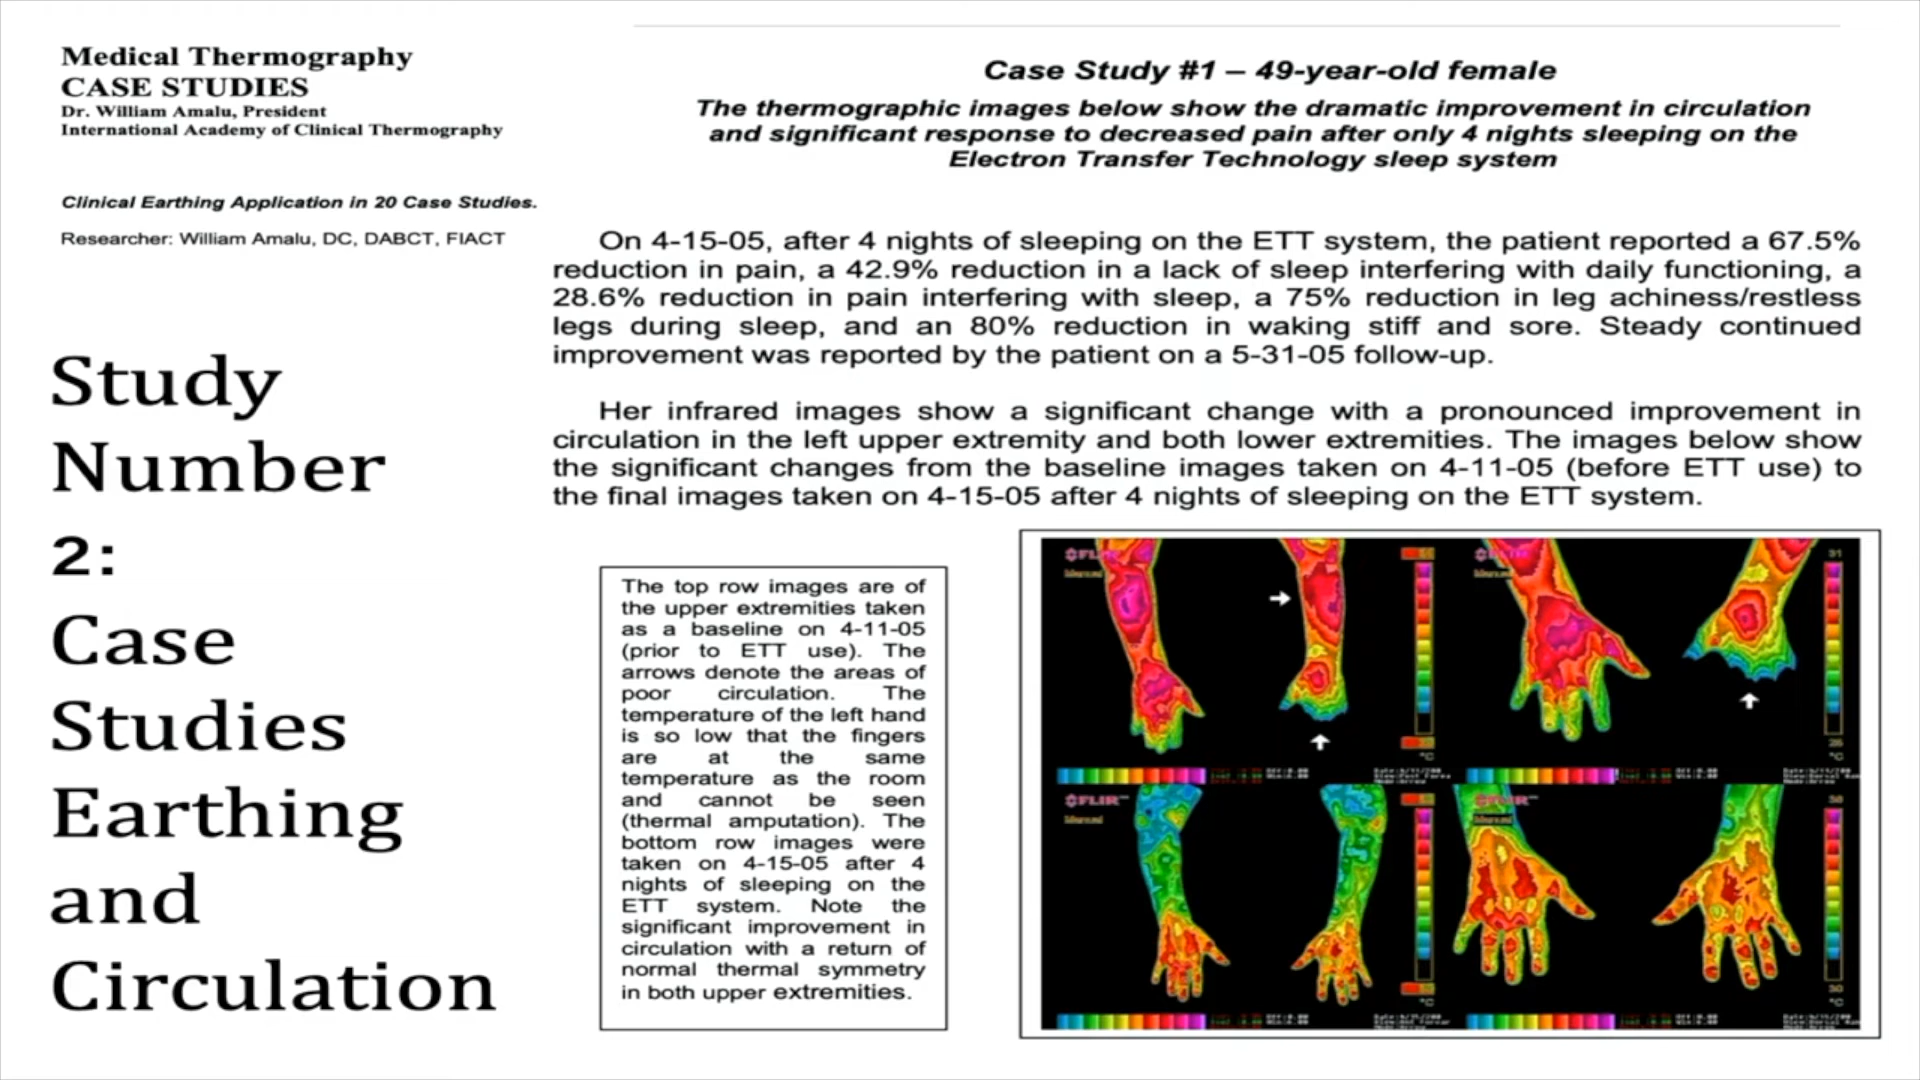 Medical Thermography
CASE STUDIES
Dr. William Amalu, President
International Academy of Clinical Thermography
Clinical Earthing Application in 20 Case Studies.
Researcher: William Amalu, DC, DABCT, FIACT
Study
Number
2:
Case
Studies
Earthing
and
Circulation
Case Study #1 – 49-year-old female
The thermographic images below show the dramatic improvement in circulation
and significant response to decreased pain after only 4 nights sleeping on the
Electron Transfer Technology sleep system
On 4-15-05, after 4 nights of sleeping on the ETT system, the patient reported a 67.5%
reduction in pain, a 42.9% reduction in a lack of sleep interfering with daily functioning, a
28.6% reduction in pain interfering with sleep, a 75% reduction in leg achiness/restless
legs during sleep, and an 80% reduction in waking stiff and sore. Steady continued
improvement was reported by the patient on a 5-31-05 follow-up.
Her infrared images show a significant change with a pronounced improvement in
circulation in the left upper extremity and both lower extremities. The images below show
the significant changes from the baseline images taken on 4-11-05 (before ETT use) to
the final images taken on 4-15-05 after 4 nights of sleeping on the ETT system.
The top row images are of
the upper extremities taken
as a baseline on 4-11-05
(prior to ETT use). The
arrows denote the areas of
poor circulation. The
temperature of the left hand
is so low that the fingers
are at the same
temperature as the room
and cannot be seen
(thermal amputation). The
bottom row images were
taken on 4-15-05 after 4
nights of sleeping on the
ETT system. Note the
significant improvement in
circulation with a return of
normal thermal symmetry
in both upper extremities.
31
°C
°C
FLIR
FLIR
30
°C
°C